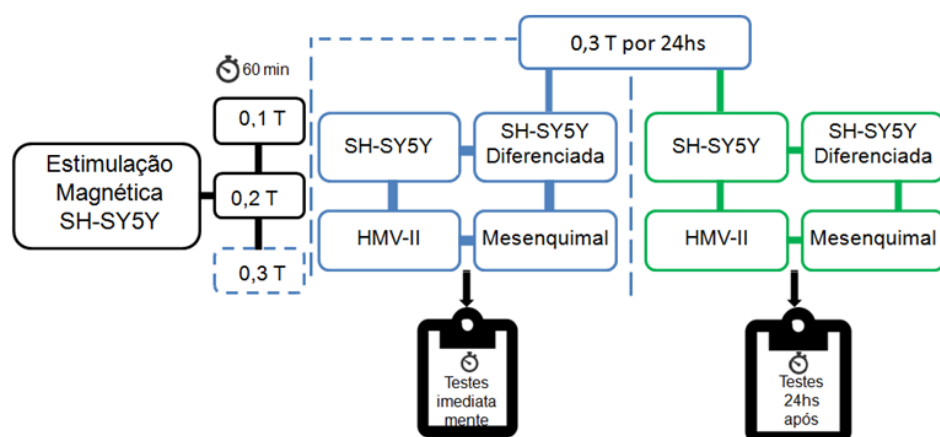 0,3 T por 24hs
60 min
0,1 T
Estimulação
Magnética
SH-SY5Y
0,2 T
0,3 T
SH-SY5Y
SH-SY5Y
Diferenciada
HMV-II
Mesenquimal
SH-SY5Y
SH-SY5Y
Diferenciada
HMV-II
Mesenquimal
Testes
imediata
mente
Testes
24hs
após